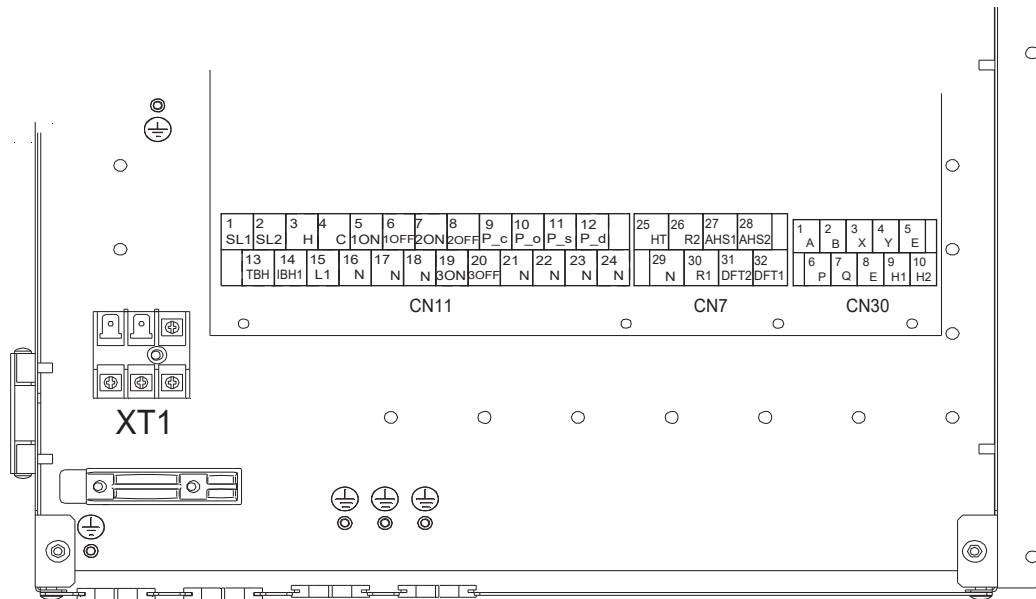 1 2 3 4 5 6 7 8 9 10 11 12
SL1 SL2 H C 1ON 1OFF 2ON 2OFF P_c P_o P_s P_d
13 14 15 16 17 18 19 20 21 22 23 24
TBH IBH1 L1 N N N 3ON 3OFF N N N N
CN11
25 26 27 28
HT R2 AHS1 AHS2
29 30 31 32
N R1 DFT2 DFT1
CN7
1 2 3 4 5
A B X Y E
6 7 8 9 10
P Q E H1 H2
CN30
XT1